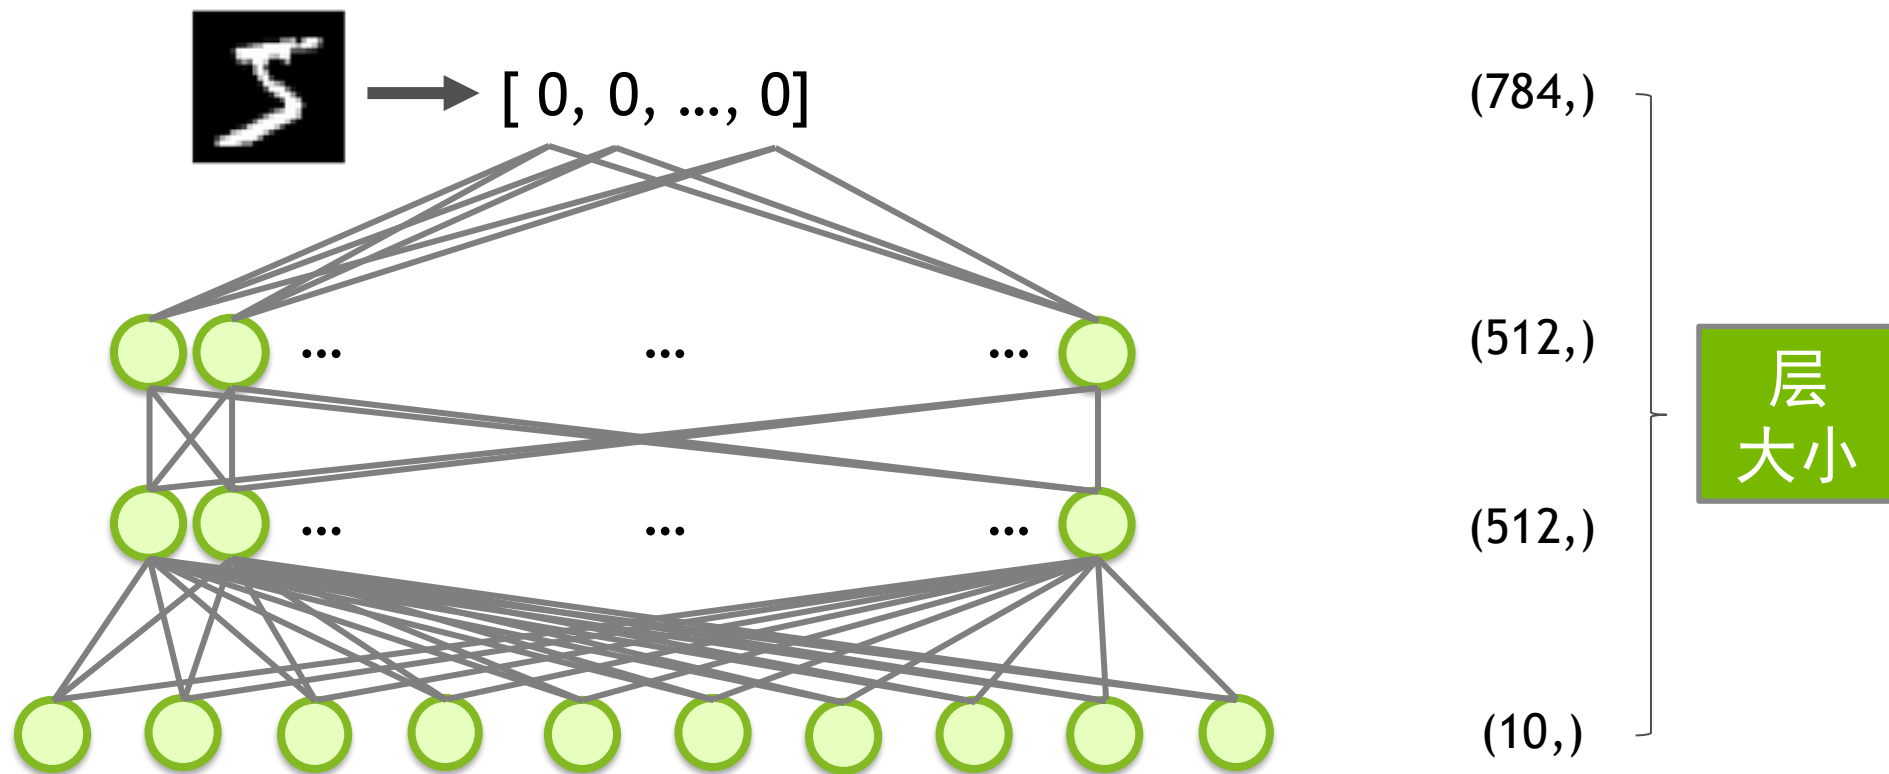 [ 0, 0, …, 0]
(784,)
… … …
(512,)
层
大小
… … …
(512,)
(10,)